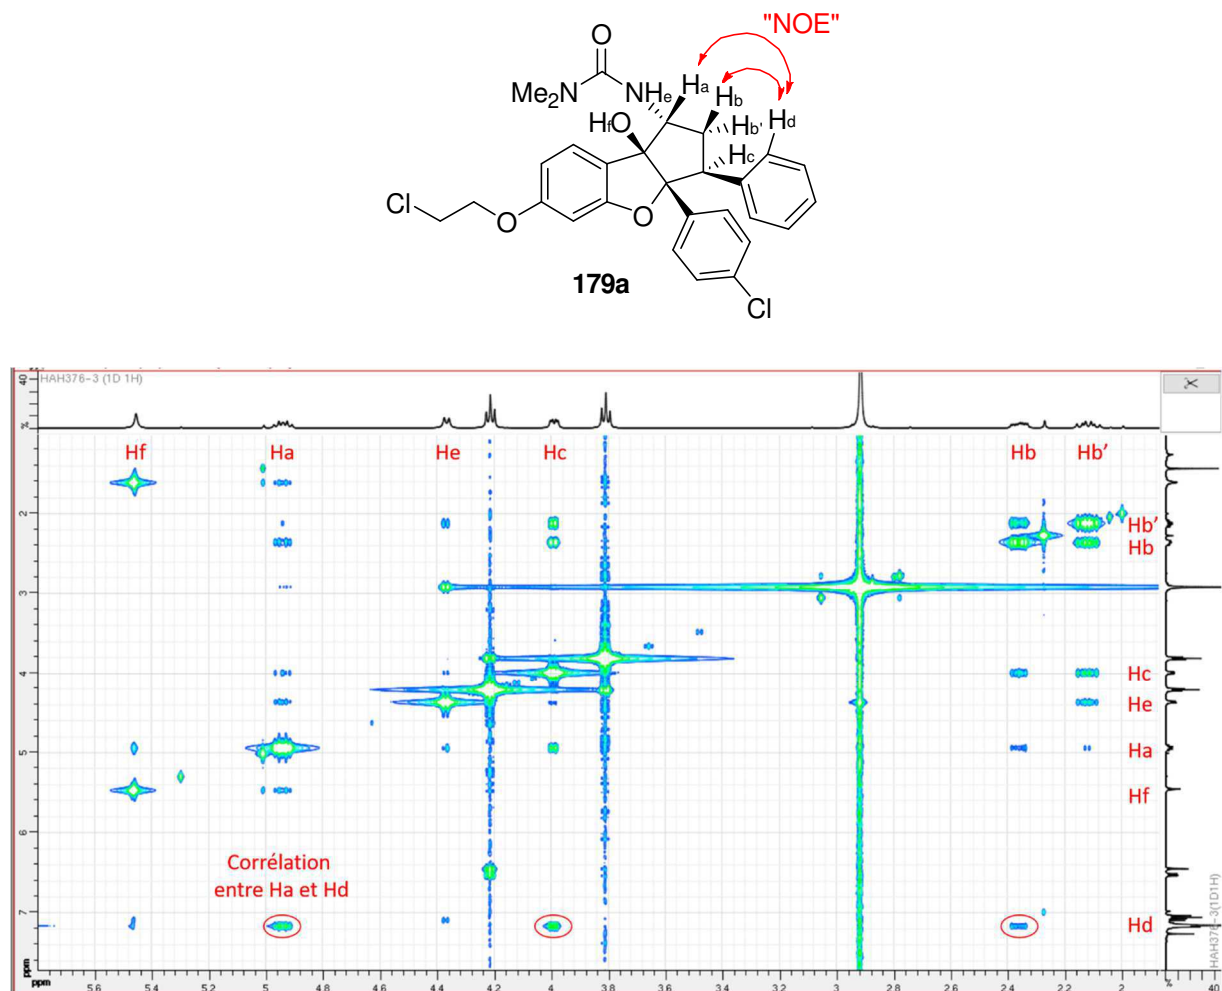 "NOE"
O
Me2N
NHe
Ha
Hb
Hd
HfO
Hb'
Hc
Cl
O
O
Cl
179a
HAH376-3 (1D 1H)
40
%
Hf
Ha
He
Hc
Hb
Hb'
2
3
4
5
6
7
Hb'
Hb
Hc
He
Ha
Hf
Hd
Corrélation
entre Ha et Hd
HAH376-3(1D1H)
ppm
ppm
5.6
5.4
5.2
5
4.8
4.6
4.4
4.2
4
3.8
3.6
3.4
3.2
3
2.8
2.6
2.4
2.2
2
%
40